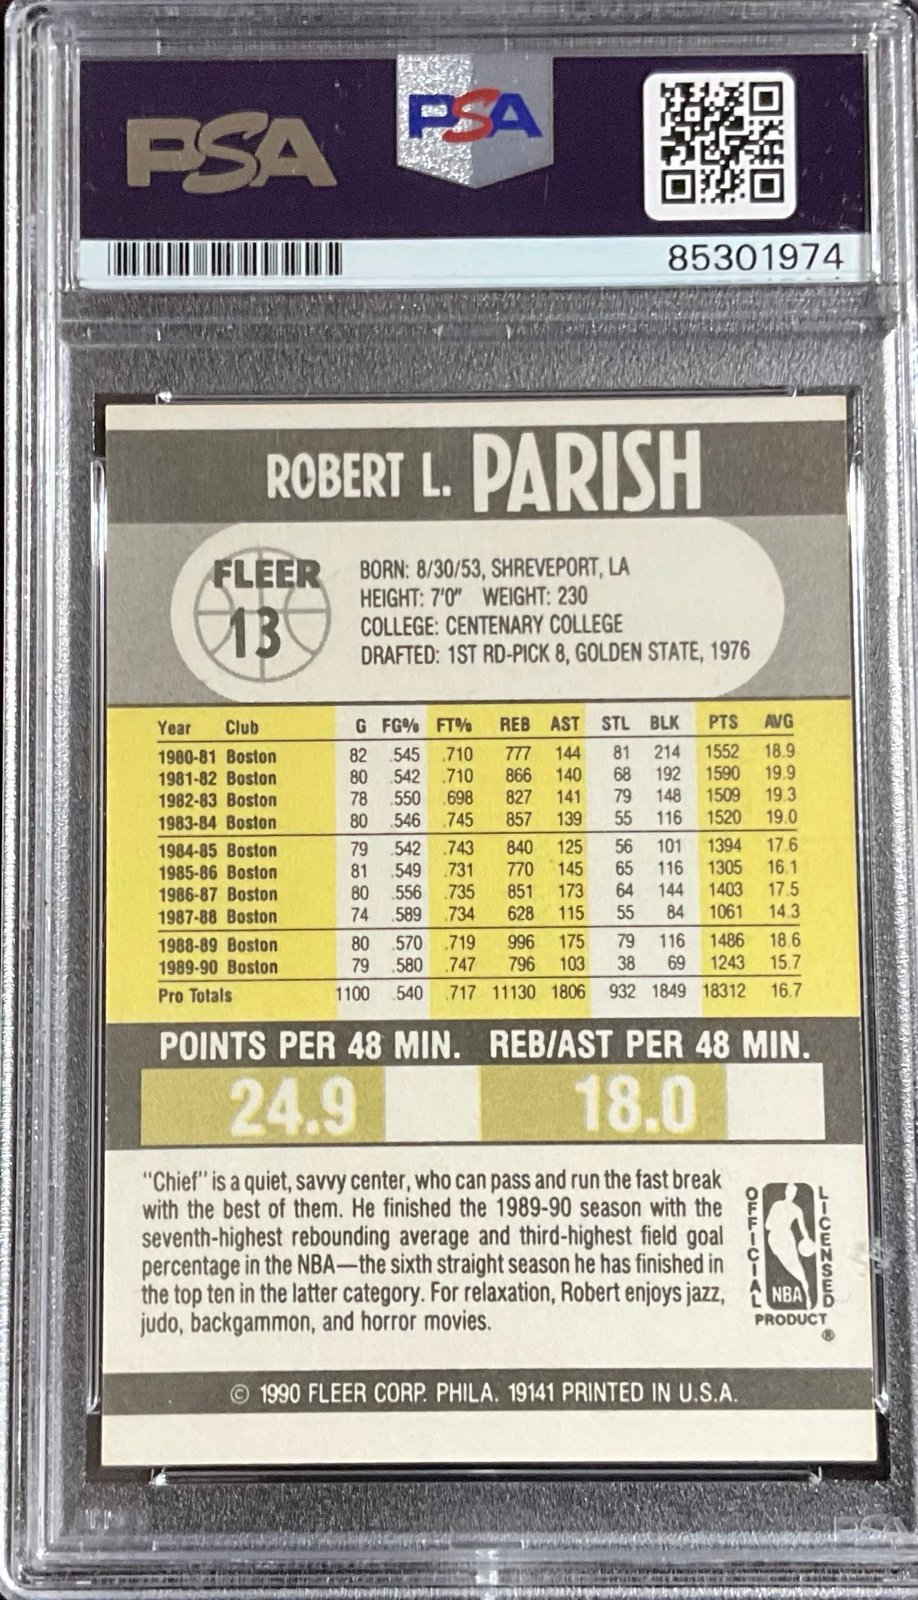 PSA PSA
85301974
ROBERT L. PARISH
FLEER
13
BORN: 8/30/53, SHREVEPORT, LA
HEIGHT: 7'0" WEIGHT: 230
COLLEGE: CENTENARY COLLEGE
DRAFTED: 1ST RD-PICK 8, GOLDEN STATE, 1976
Year Club G FG% FT% REB AST STL BLK PTS AVG
1980-81 Boston 82 .545 .710 777 144 81 214 1552 18.9
1981-82 Boston 80 .542 .710 866 140 68 192 1590 19.9
1982-83 Boston 78 .550 .698 827 141 79 148 1509 19.3
1983-84 Boston 80 .546 .745 857 139 55 116 1520 19.0
1984-85 Boston 79 .542 .743 840 125 56 101 1394 17.6
1985-86 Boston 81 .549 .731 770 145 65 116 1305 16.1
1986-87 Boston 80 .556 .735 851 173 64 144 1403 17.5
1987-88 Boston 74 .589 .734 628 115 55 84 1061 14.3
1988-89 Boston 80 .570 .719 996 175 79 116 1486 18.6
1989-90 Boston 79 .580 .747 796 103 38 69 1243 15.7
Pro Totals 1100 .540 .717 11130 1806 932 1849 18312 16.7
POINTS PER 48 MIN. REB/AST PER 48 MIN.
24.9 18.0
"Chief" is a quiet, savvy center, who can pass and run the fast break
with the best of them. He finished the 1989-90 season with the
seventh-highest rebounding average and third-highest field goal
percentage in the NBA—the sixth straight season he has finished in
the top ten in the latter category. For relaxation, Robert enjoys jazz,
judo, backgammon, and horror movies.
OFFICIAL
NBA
LICENSED
PRODUCT
®
© 1990 FLEER CORP. PHILA. 19141 PRINTED IN U.S.A.
PSA